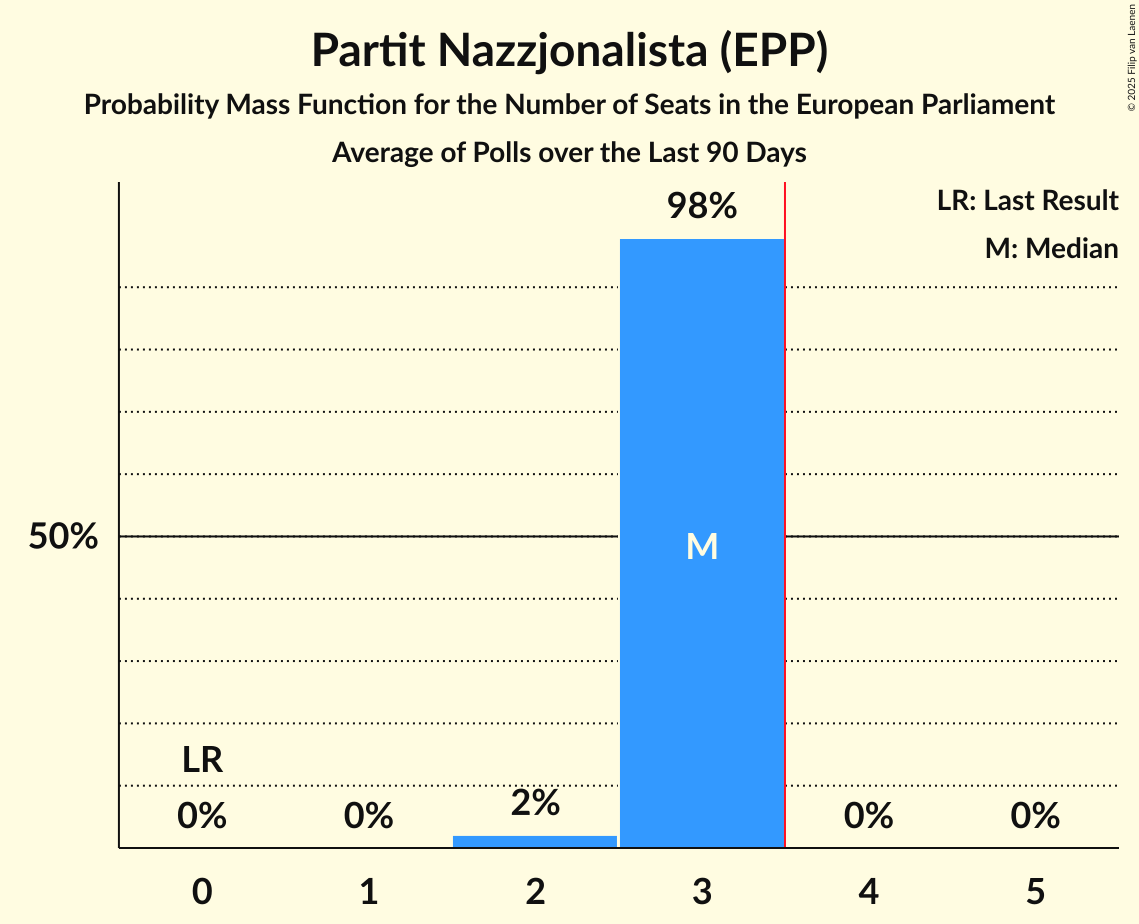 Partit Nazzjonalista (EPP)
Probability Mass Function for the Number of Seats in the European Parliament
Average of Polls over the Last 90 Days
© 2025 Filip van Laenen
LR: Last Result
M: Median
98%
50%
M
LR
0%
0%
2%
0%
0%
0
1
2
3
4
5